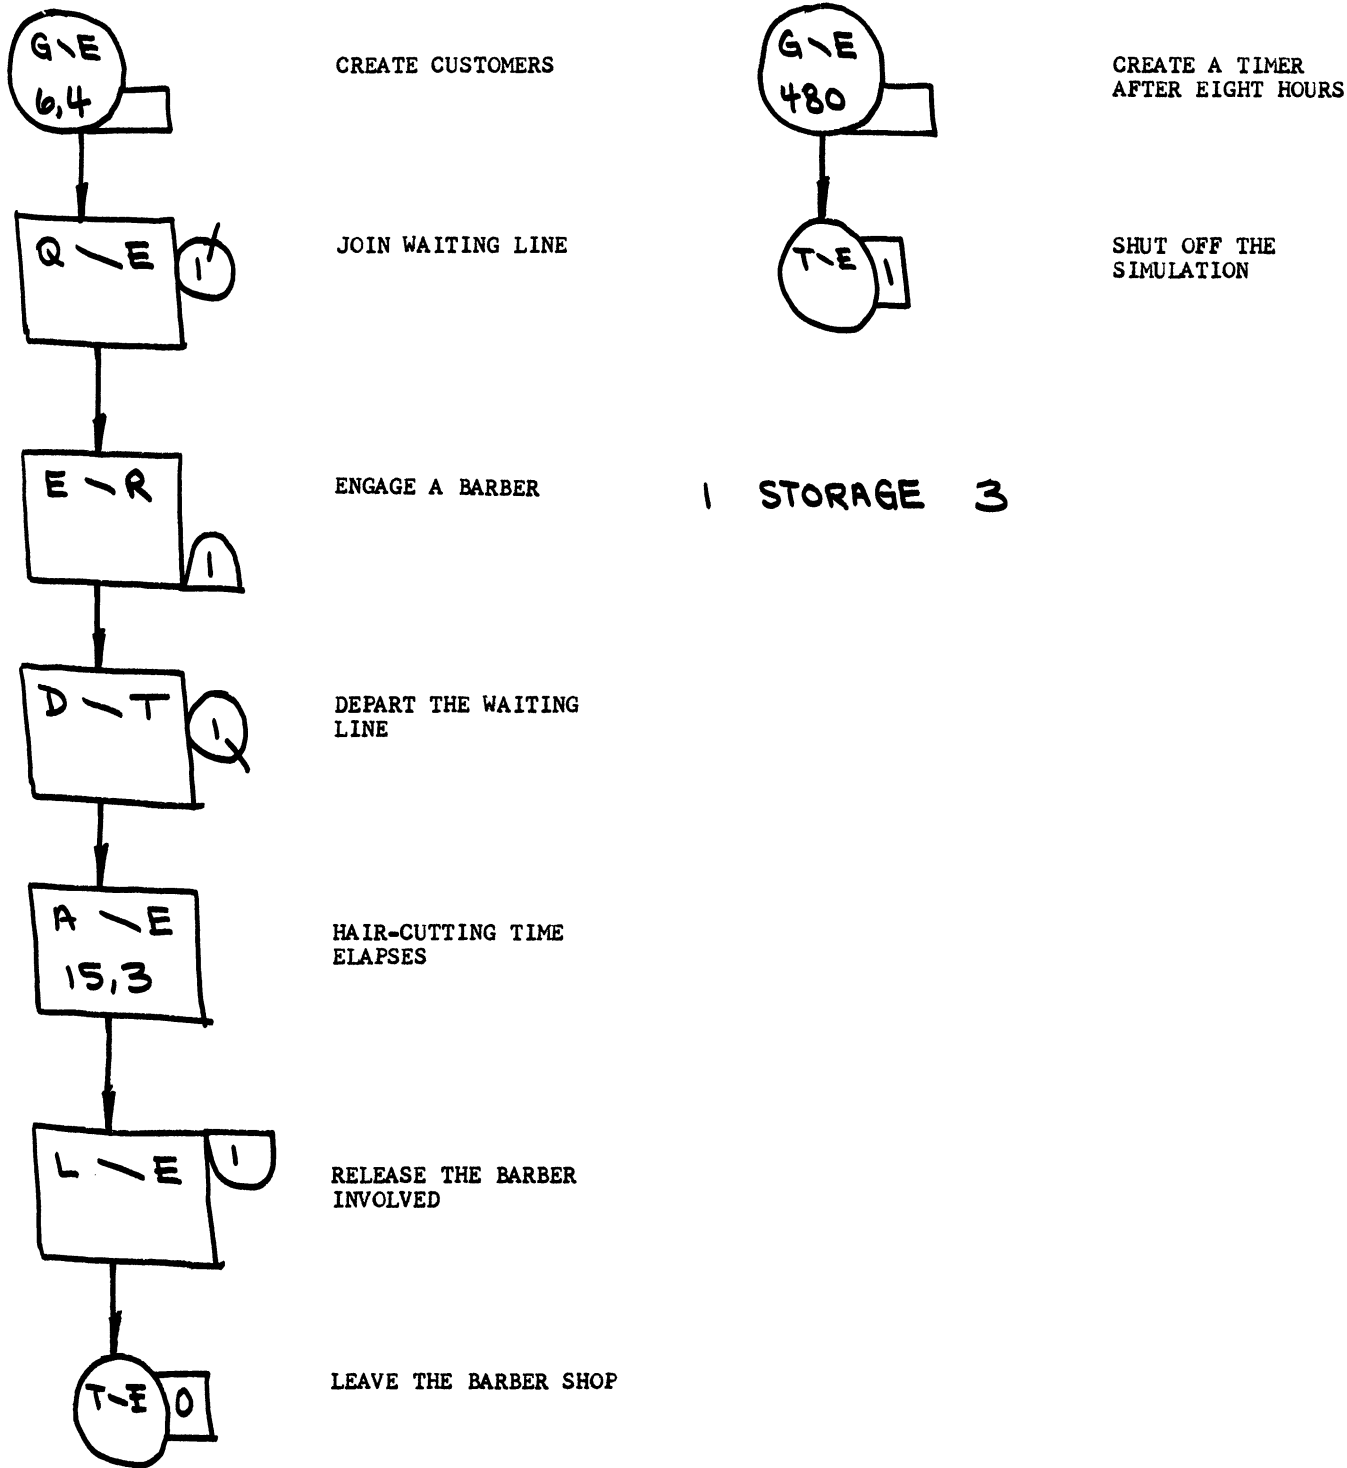 G\E
6,4
CREATE CUSTOMERS
Q\E
1
JOIN WAITING LINE
E\R
1
ENGAGE A BARBER
D\T
1
DEPART THE WAITING
LINE
A\E
15,3
HAIR-CUTTING TIME
ELAPSES
L\E
1
RELEASE THE BARBER
INVOLVED
T\E
0
LEAVE THE BARBER SHOP
G\E
480
CREATE A TIMER
AFTER EIGHT HOURS
T\E
1
SHUT OFF THE
SIMULATION
1 STORAGE 3